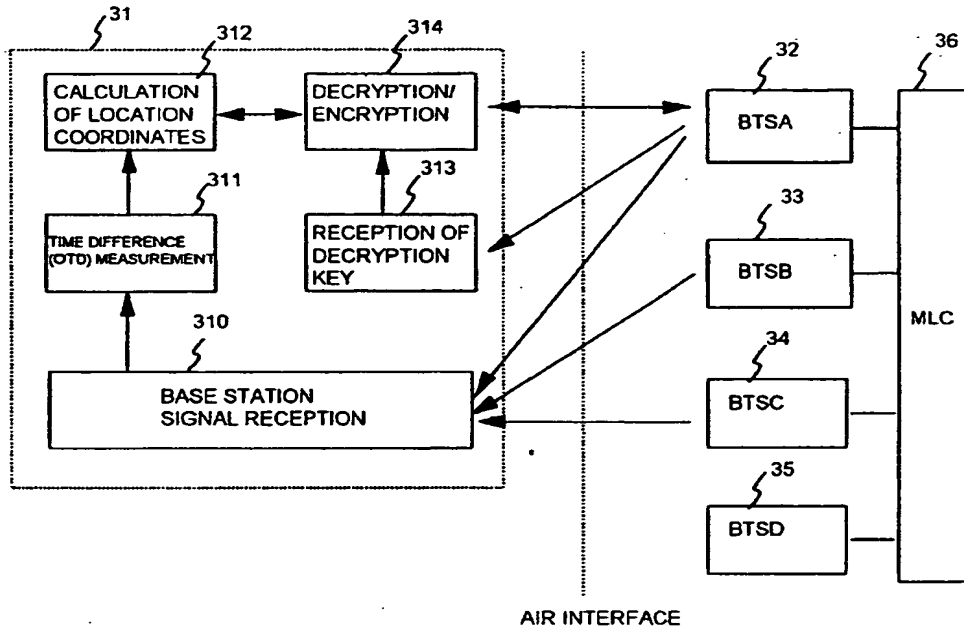 31
312
314
32
36
CALCULATION
OF LOCATION
COORDINATES
DECRYPTION/
ENCRYPTION
BTSA
311
313
33
TIME DIFFERENCE
(OTD) MEASUREMENT
RECEPTION OF
DECRYPTION
KEY
BTSB
MLC
310
34
BASE STATION
SIGNAL RECEPTION
BTSC
35
BTSD
AIR INTERFACE